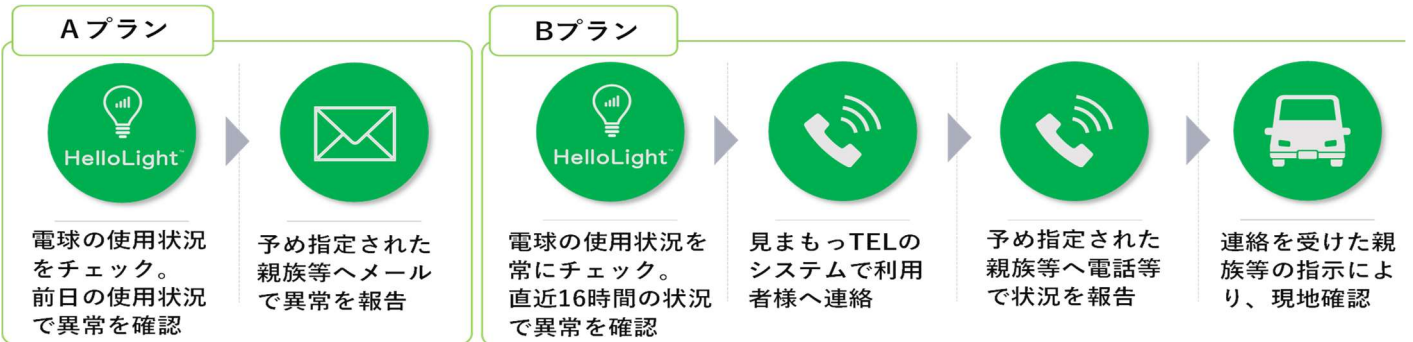 Aプラン
HelloLight™
電球の使用状況
をチェック。
前日の使用状況
で異常を確認
予め指定された
親族等へメール
で異常を報告
Bプラン
HelloLight™
電球の使用状況を
常にチェック。
直近16時間の状況
で異常を確認
見まもっTELの
システムで利用
者様へ連絡
予め指定された
親族等へ電話等
で状況を報告
連絡を受けた親
族等の指示によ
り、現地確認